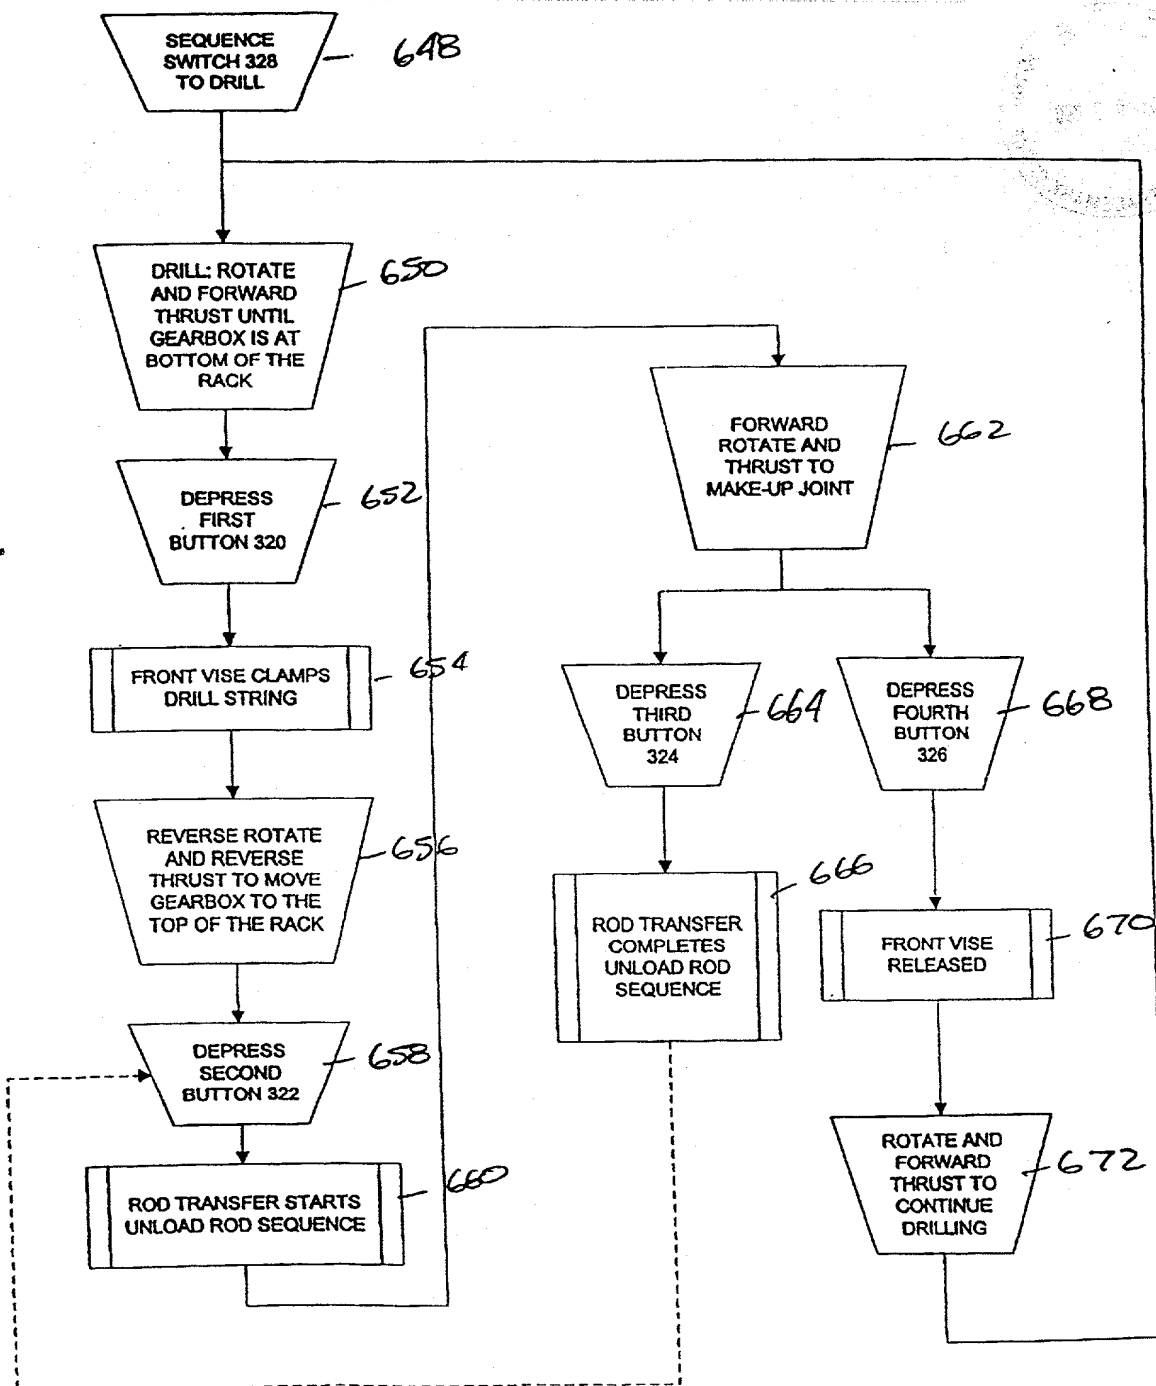 SEQUENCE
SWITCH 328
TO DRILL
648
DRILL: ROTATE
AND FORWARD
THRUST UNTIL
GEARBOX IS AT
BOTTOM OF THE
RACK
650
DEPRESS
FIRST
BUTTON 320
652
FRONT VISE CLAMPS
DRILL STRING
654
REVERSE ROTATE
AND REVERSE
THRUST TO MOVE
GEARBOX TO THE
TOP OF THE RACK
656
DEPRESS
SECOND
BUTTON 322
658
ROD TRANSFER STARTS
UNLOAD ROD SEQUENCE
660
FORWARD
ROTATE AND
THRUST TO
MAKE-UP JOINT
662
DEPRESS
THIRD
BUTTON
324
664
ROD TRANSFER
COMPLETES
UNLOAD ROD
SEQUENCE
666
DEPRESS
FOURTH
BUTTON
326
668
FRONT VISE
RELEASED
670
ROTATE AND
FORWARD
THRUST TO
CONTINUE
DRILLING
672